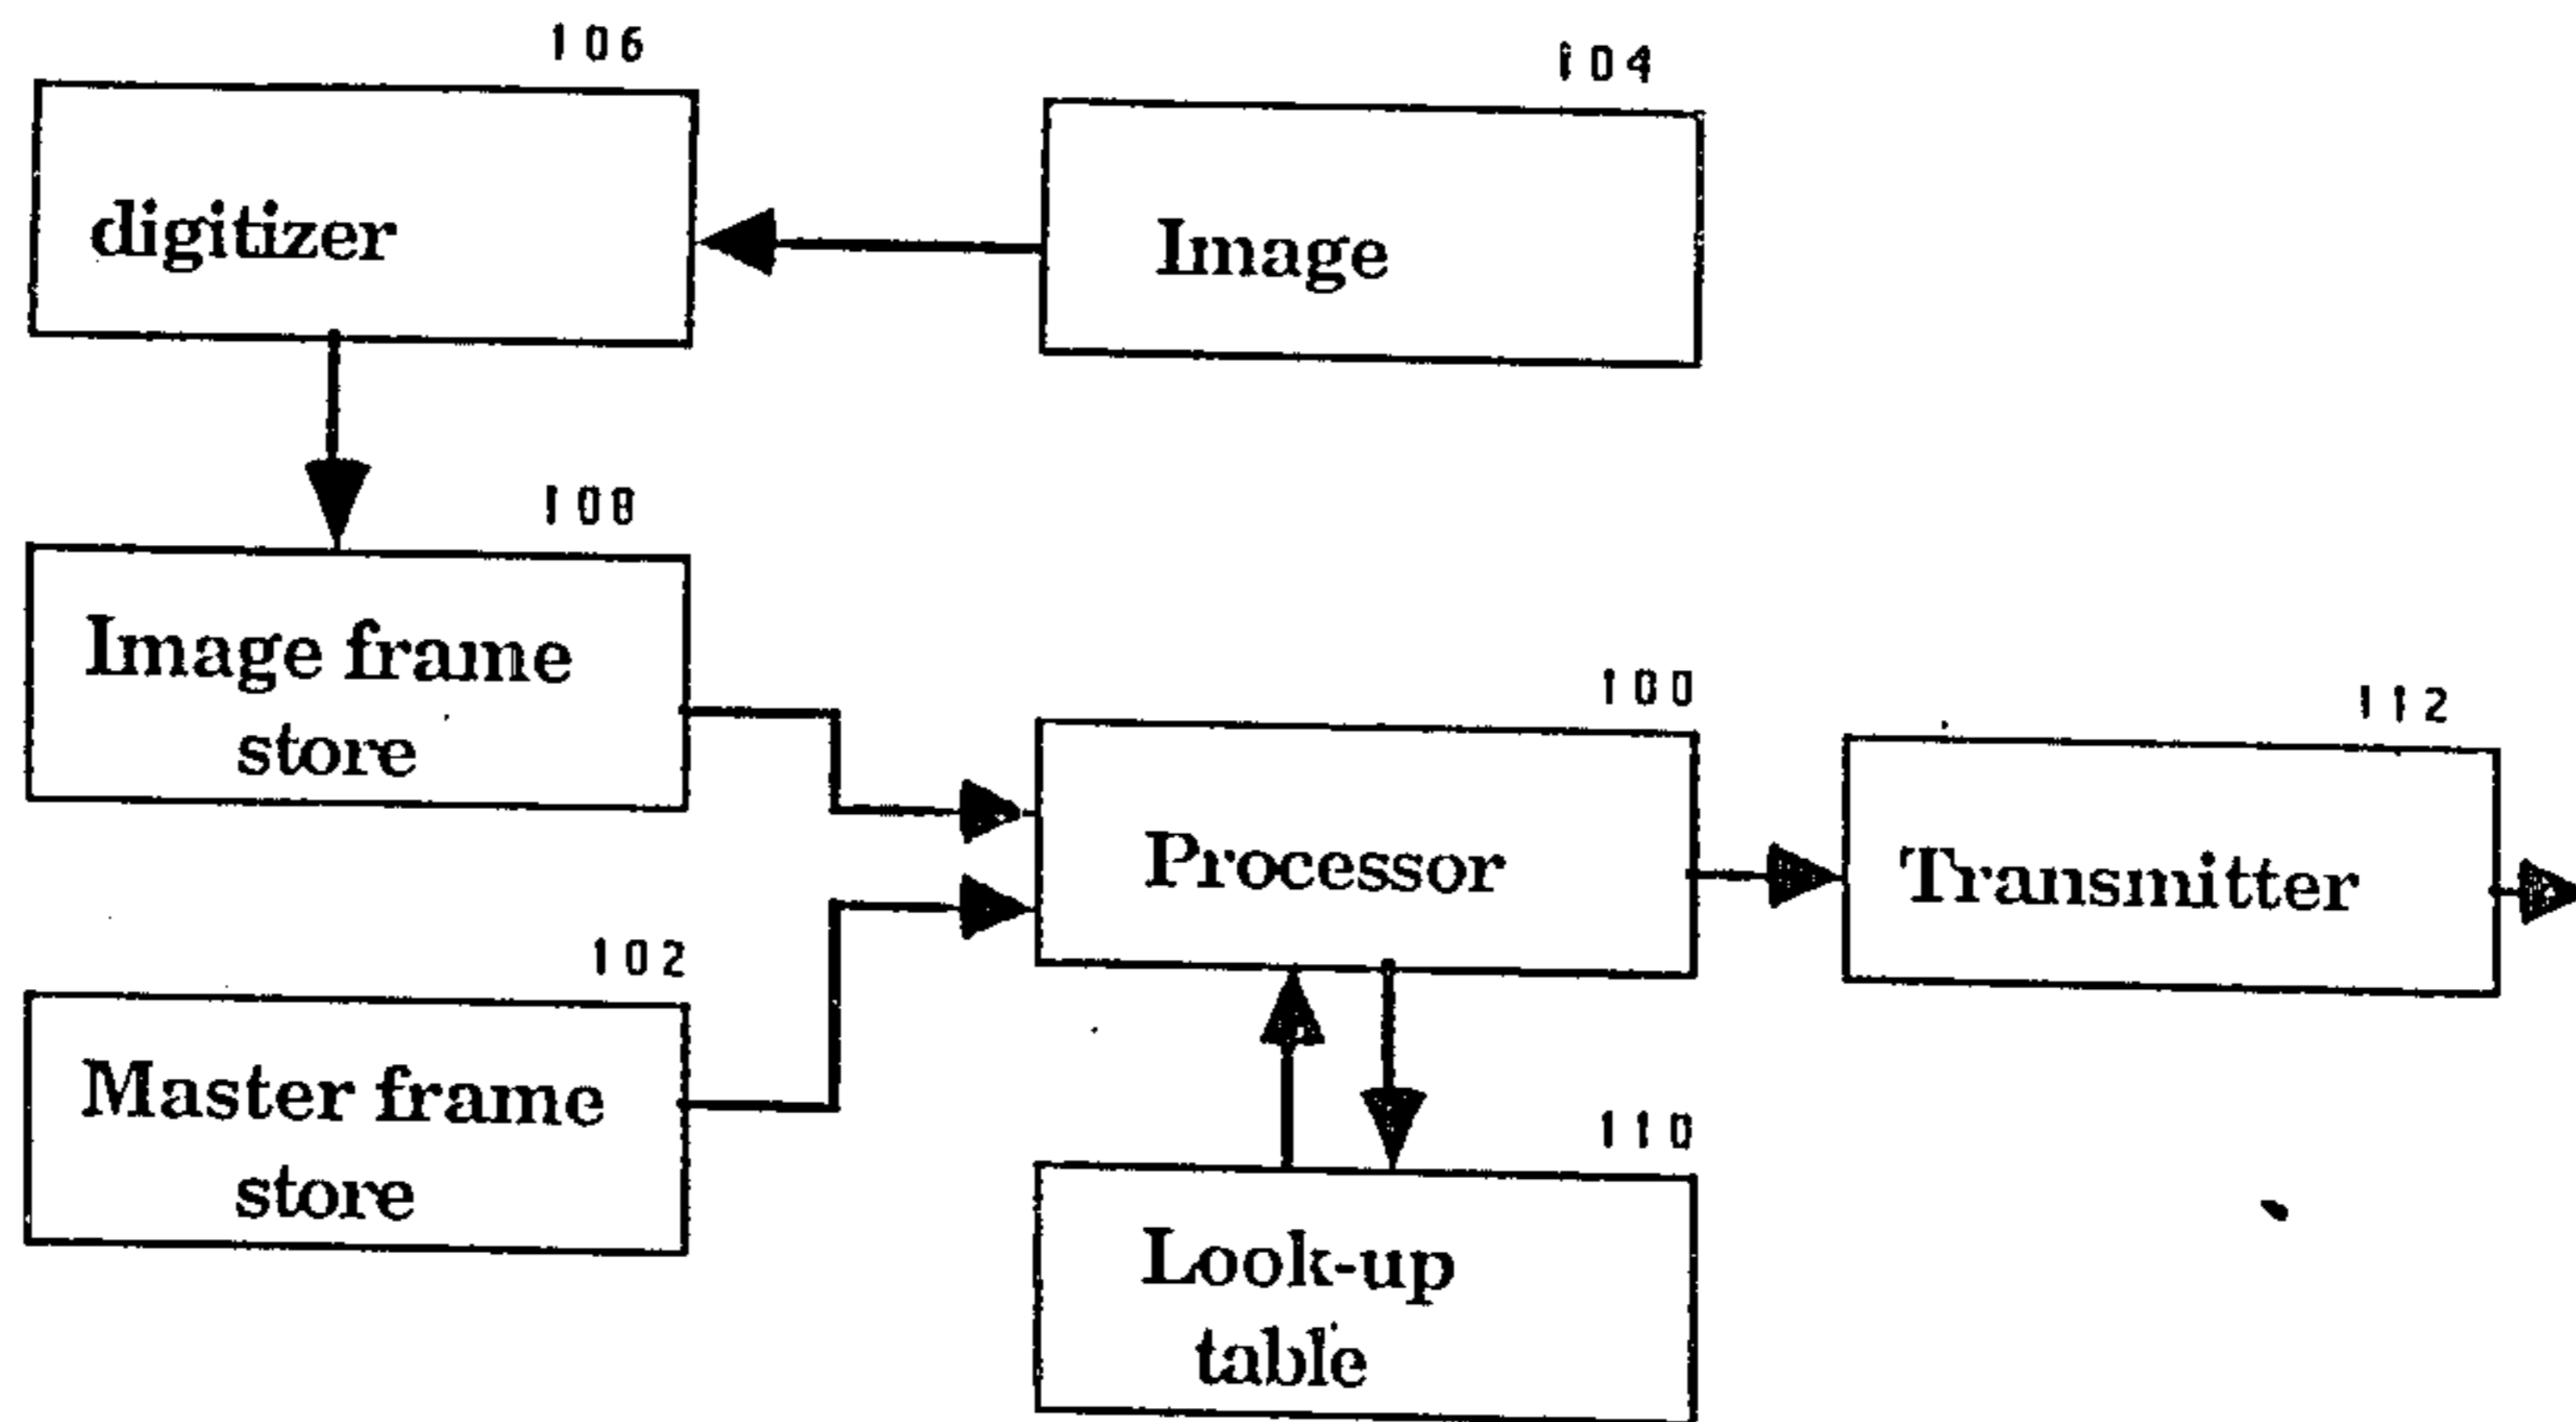 106
digitizer
104
Image
108
Image frame
store
100
Processor
112
Transmitter
102
Master frame
store
110
Look-up
table